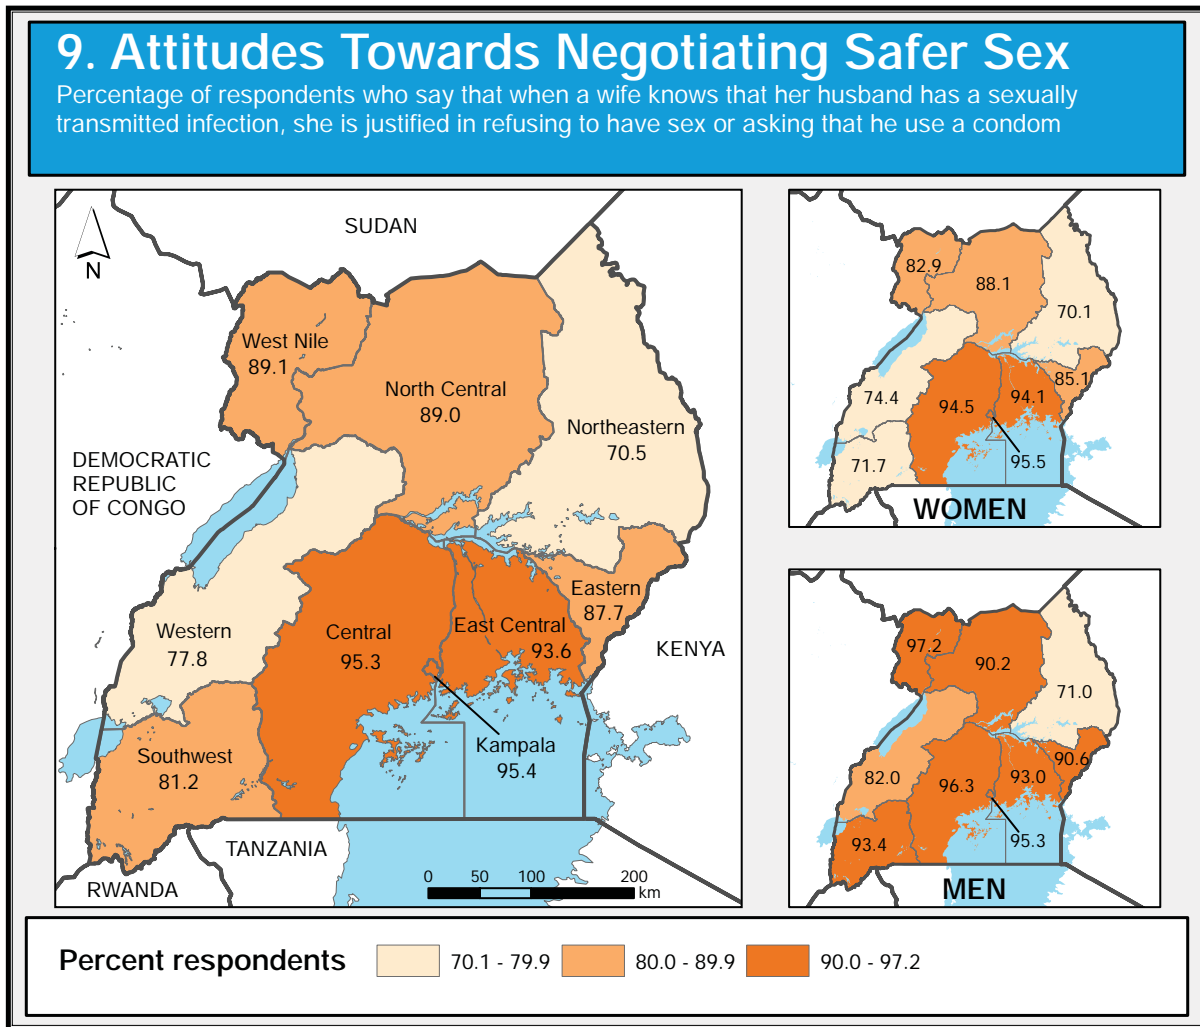 9. Attitudes Towards Negotiating Safer Sex
Percentage of respondents who say that when a wife knows that her husband has a sexually
transmitted infection, she is justified in refusing to have sex or asking that he use a condom
N
SUDAN
West Nile
89.1
North Central
89.0
Northeastern
70.5
DEMOCRATIC
REPUBLIC
OF CONGO
Eastern
87.7
Western
77.8
Central
95.3
East Central
93.6
KENYA
Southwest
81.2
Kampala
95.4
TANZANIA
RWANDA
0 50 100 200
km
82.9
88.1
70.1
85.1
74.4
94.5
94.1
71.7
95.5
WOMEN
97.2
90.2
71.0
90.6
82.0
96.3
93.0
93.4
95.3
MEN
Percent respondents
70.1 - 79.9
80.0 - 89.9
90.0 - 97.2